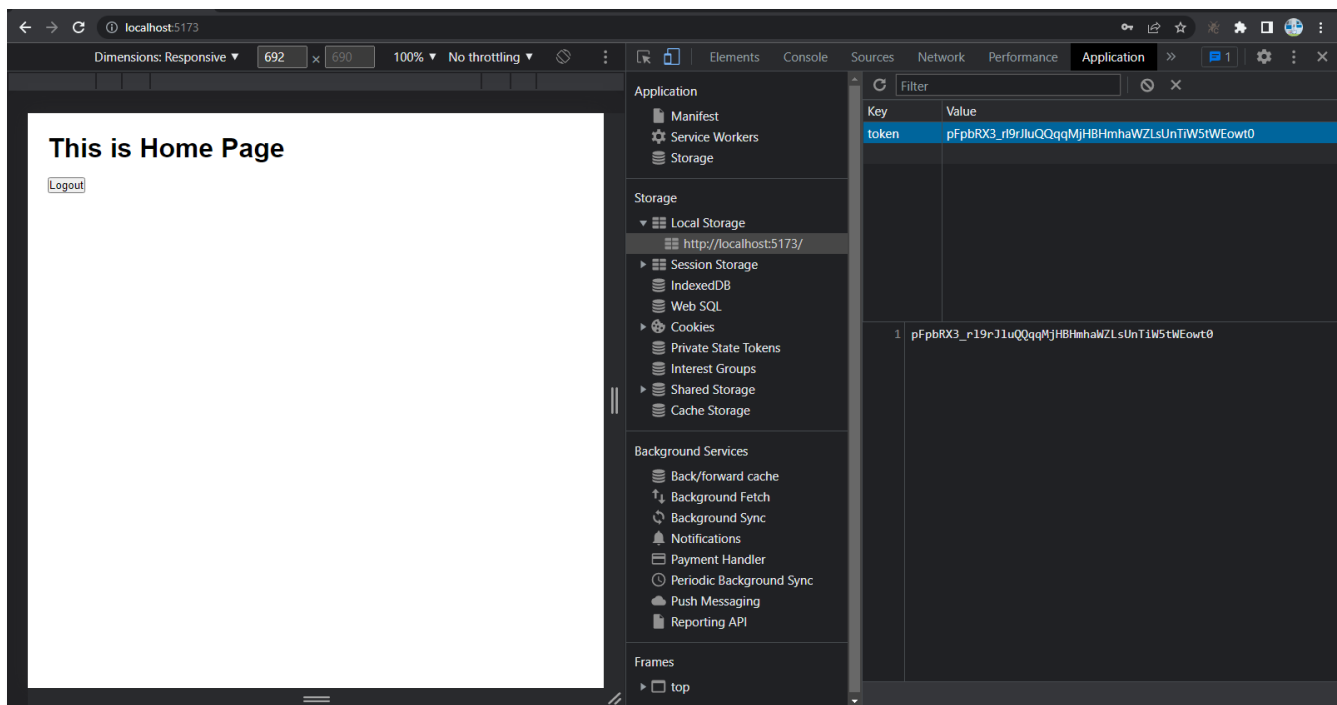 localhost:5173
Dimensions: Responsive ▼ 692 × 690 100% ▼ No throttling ▼
Elements Console Sources Network Performance Application » 1
This is Home Page
Logout
Application
Manifest
Service Workers
Storage
Storage
Local Storage
http://localhost:5173/
Session Storage
IndexedDB
Web SQL
Cookies
Private State Tokens
Interest Groups
Shared Storage
Cache Storage
Background Services
Back/forward cache
Background Fetch
Background Sync
Notifications
Payment Handler
Periodic Background Sync
Push Messaging
Reporting API
Frames
top
Filter
Key Value
token pFpbRX3_rl9rJluQQqqMjHBHmhaWZLsUnTiW5tWEowt0
1 pFpbRX3_rl9rJluQQqqMjHBHmhaWZLsUnTiW5tWEowt0